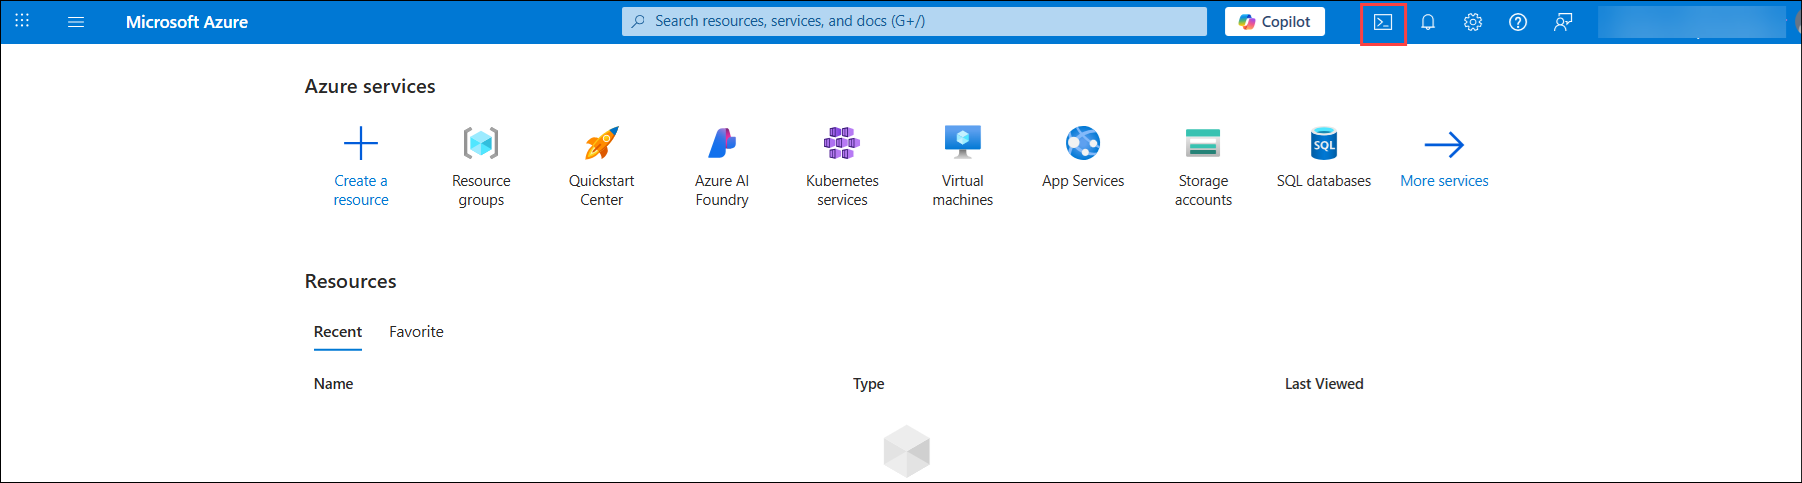 Microsoft Azure
Search resources, services, and docs (G+/)
Copilot
Azure services
Create a
resource
Resource
groups
Quickstart
Center
Azure AI
Foundry
Kubernetes
services
Virtual
machines
App Services
Storage
accounts
SQL
SQL databases
More services
Resources
Recent
Favorite
Name
Type
Last Viewed